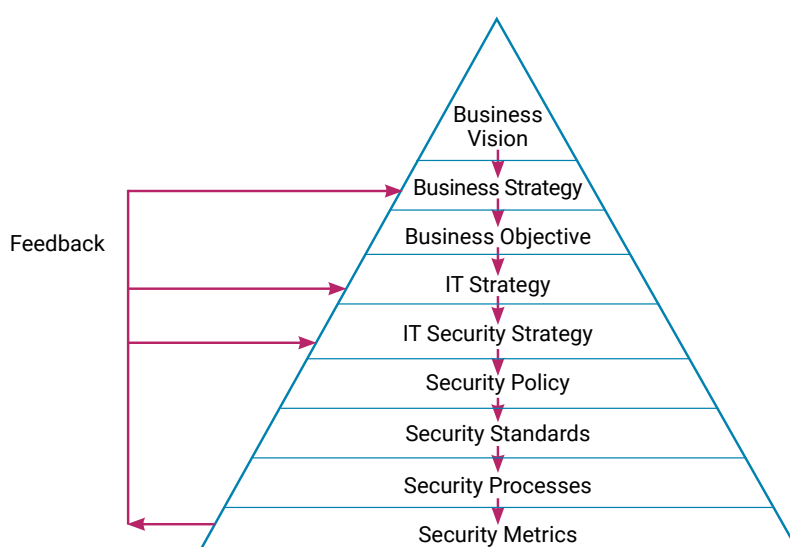 Business
Vision
Business Strategy
Feedback
Business Objective
IT Strategy
IT Security Strategy
Security Policy
Security Standards
Security Processes
Security Metrics